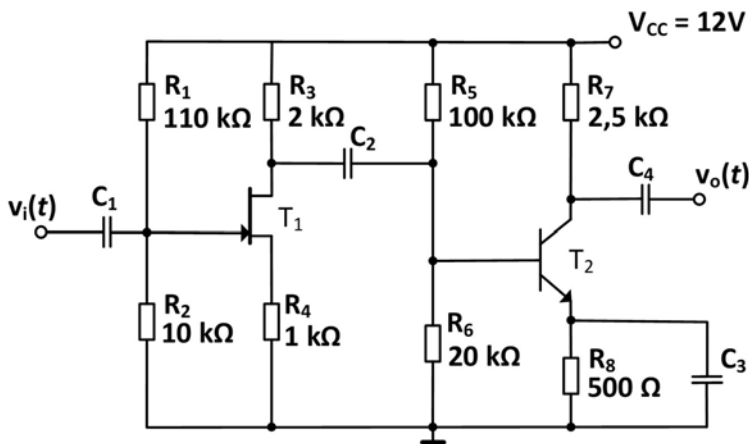 V_CC = 12V
R₁
110 kΩ
R₃
2 kΩ
R₅
100 kΩ
R₇
2,5 kΩ
C₂
C₁
vᵢ(t)
T₁
C₄
vₒ(t)
T₂
R₂
10 kΩ
R₄
1 kΩ
R₆
20 kΩ
R₈
500 Ω
C₃